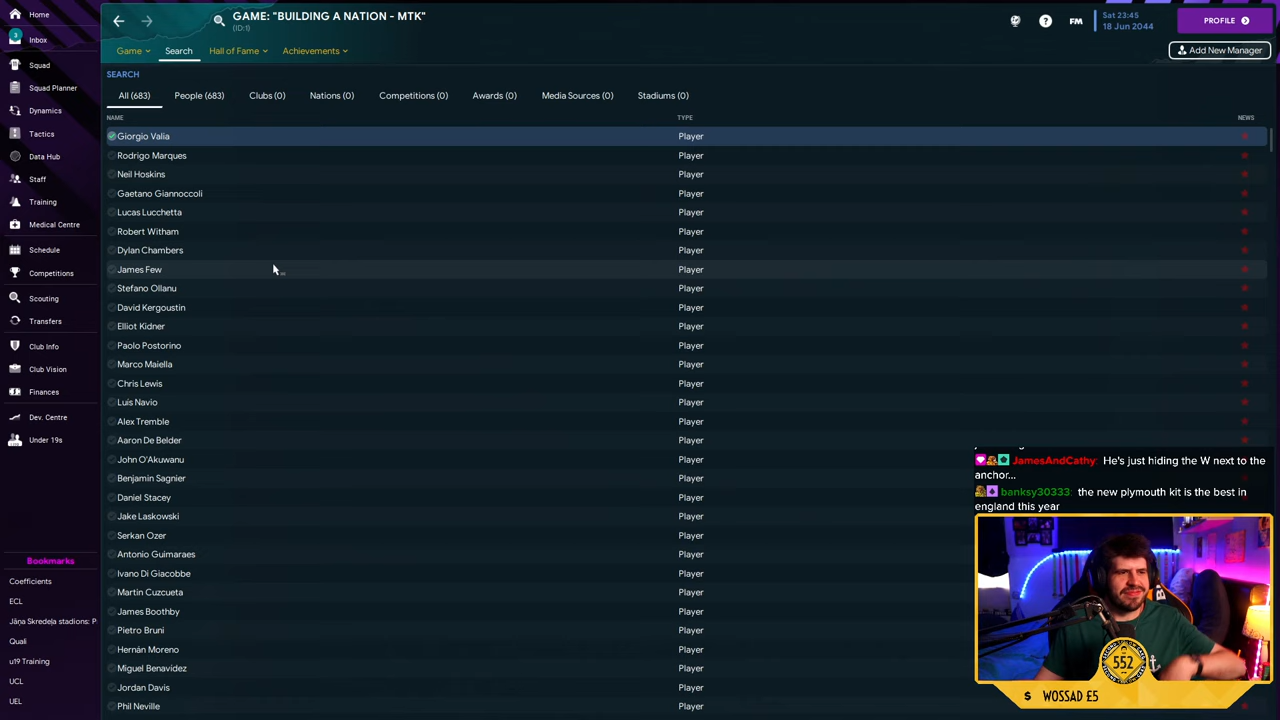 GAME: "BUILDING A NATION - MTK"
(ID:1)
Sat 23:45
18 Jun 2044
PROFILE
FM
Home
3
Inbox
Squad
Squad Planner
Dynamics
Tactics
Data Hub
Staff
Training
Medical Centre
Schedule
Competitions
Scouting
Transfers
Club Info
Club Vision
Finances
Dev. Centre
Under 19s
Bookmarks
Coefficients
ECL
Jāņa Skredeļa stadions: P
Quali
u19 Training
UCL
UEL
Game
Search
Hall of Fame
Achievements
Add New Manager
SEARCH
All (683)
People (683)
Clubs (0)
Nations (0)
Competitions (0)
Awards (0)
Media Sources (0)
Stadiums (0)
NAME TYPE NEWS
Giorgio Valia Player
Rodrigo Marques Player
Neil Hoskins Player
Gaetano Giannoccoli Player
Lucas Lucchetta Player
Robert Witham Player
Dylan Chambers Player
James Few Player
Stefano Ollanu Player
David Kergoustin Player
Elliot Kidner Player
Paolo Postorino Player
Marco Maiella Player
Chris Lewis Player
Luis Navio Player
Alex Tremble Player
Aaron De Belder Player
John O'Akuwanu Player
Benjamin Sagnier Player
Daniel Stacey Player
Jake Laskowski Player
Serkan Ozer Player
Antonio Guimaraes Player
Ivano Di Giacobbe Player
Martin Cuzcueta Player
James Boothby Player
Pietro Bruni Player
Hernán Moreno Player
Miguel Benavidez Player
Jordan Davis Player
Phil Neville Player
JamesAndCathy: He's just hiding the W next to the
anchor...
banksy30333: the new plymouth kit is the best in
england this year
552
$ WOSSAD £5